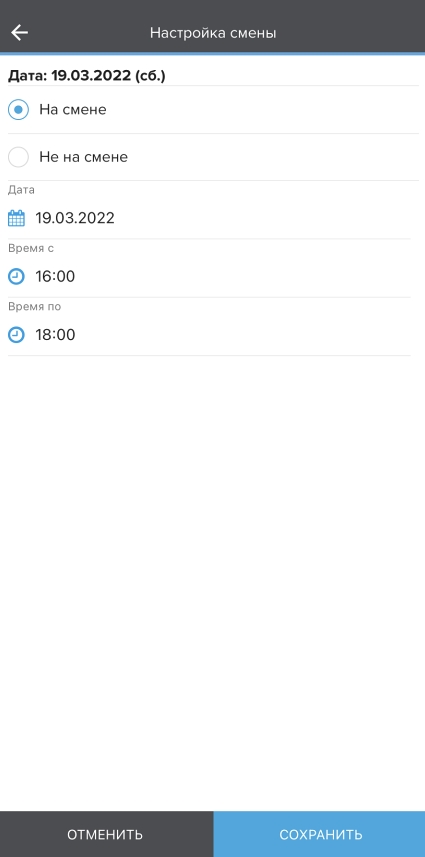 Настройка смены
Дата: 19.03.2022 (сб.)
На смене
Не на смене
Дата
19.03.2022
Время с
16:00
Время по
18:00
ОТМЕНИТЬ
СОХРАНИТЬ